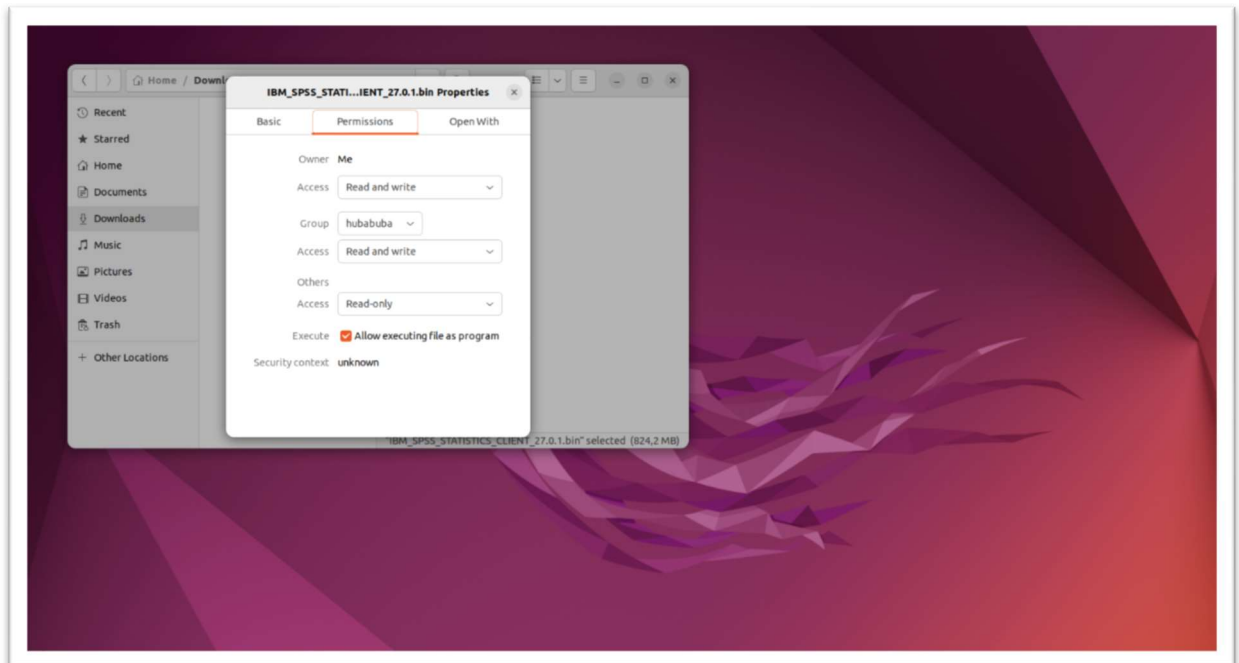 Home / Downl
IBM_SPSS_STATI...IENT_27.0.1.bin Properties
Recent
Starred
Home
Documents
Downloads
Music
Pictures
Videos
Trash
+ Other Locations
Basic Permissions Open With
Owner Me
Access Read and write
Group hubabuba
Access Read and write
Others
Access Read-only
Execute Allow executing file as program
Security context unknown
"IBM_SPSS_STATISTICS_CLIENT_27.0.1.bin" selected (824,2 MB)